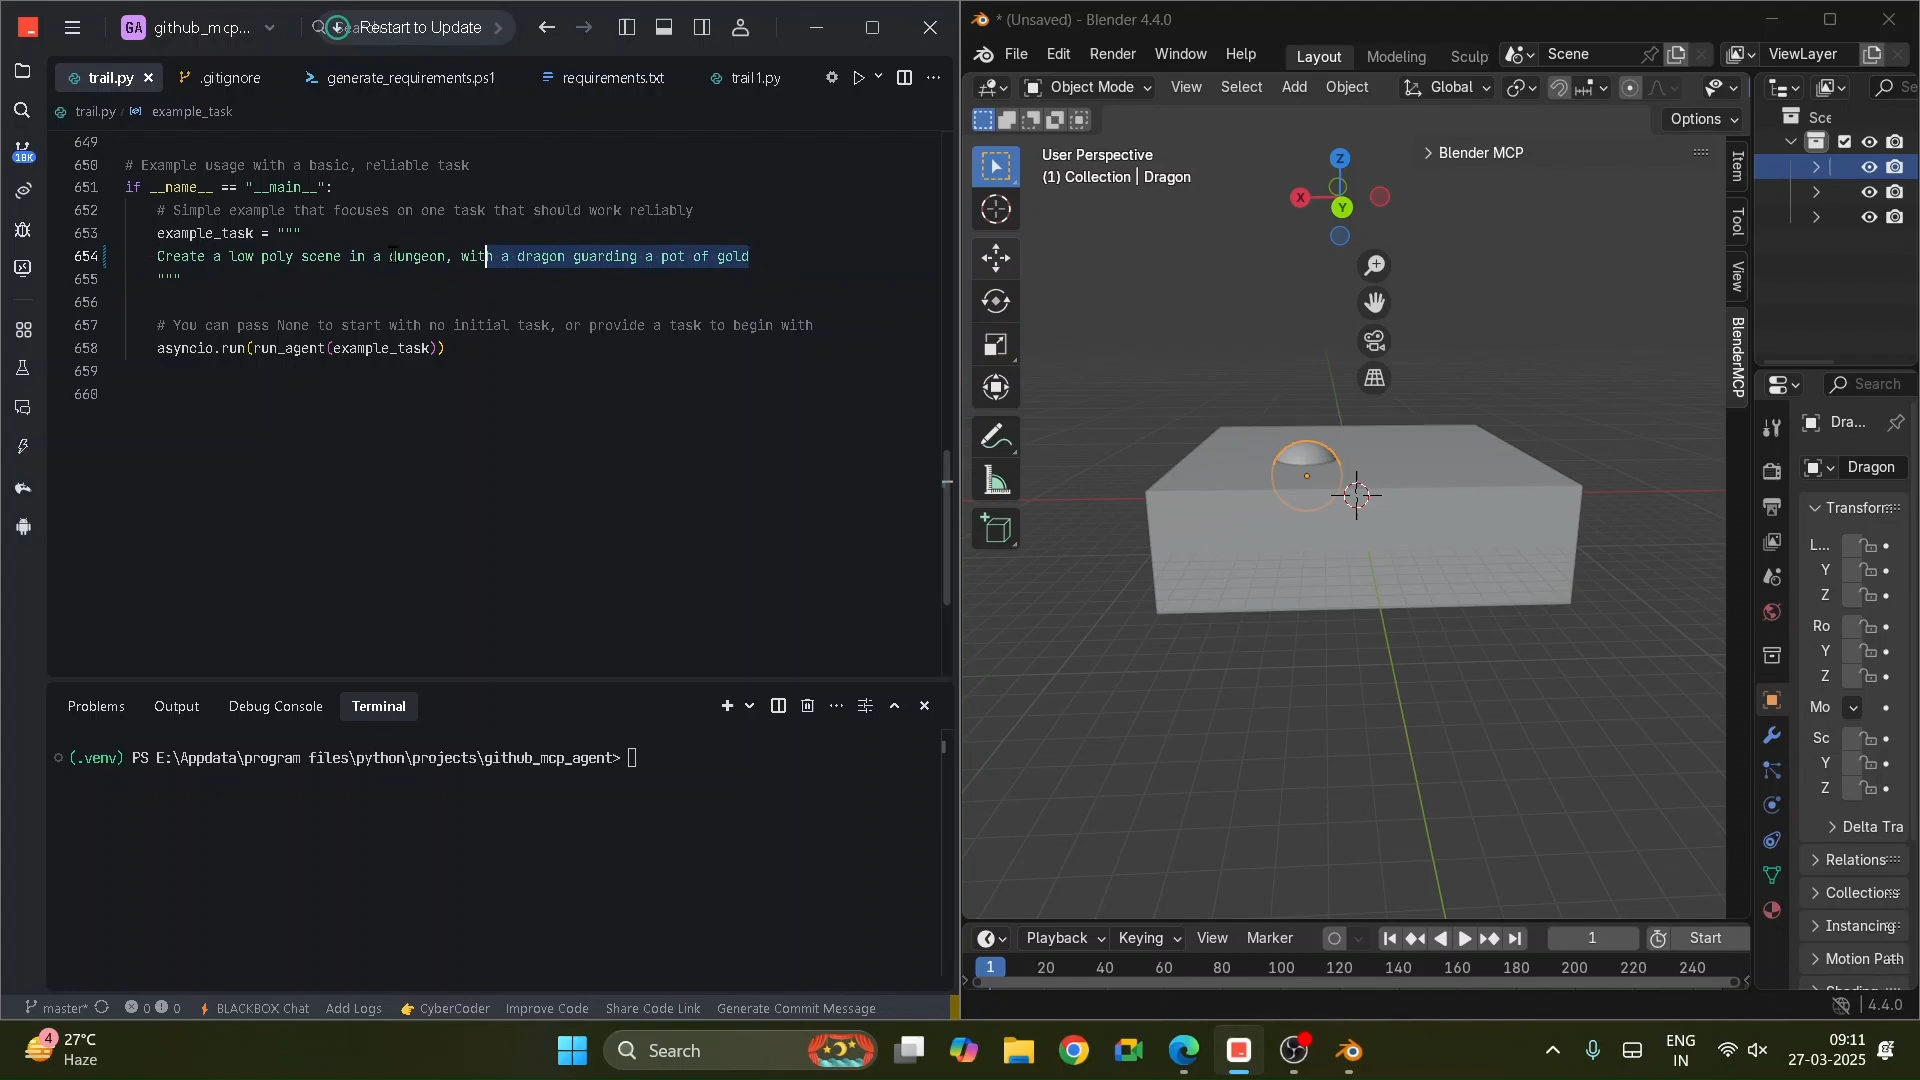 GA github_mcp...
Restart to Update
trail.py
.gitignore
generate_requirements.ps1
requirements.txt
trail1.py
trail.py / example_task
649
650 # Example usage with a basic, reliable task
651 if __name__ == "__main__":
652 # Simple example that focuses on one task that should work reliably
653 example_task = """
654 Create a low poly scene in a dungeon, with a dragon guarding a pot of gold
655 """
656
657 # You can pass None to start with no initial task, or provide a task to begin with
658 asyncio.run(run_agent(example_task))
659
660
18K
Problems Output Debug Console Terminal
(.venv) PS E:\Appdata\program files\python\projects\github_mcp_agent>
master* 0 0 BLACKBOX Chat Add Logs CyberCoder Improve Code Share Code Link Generate Commit Message
* (Unsaved) - Blender 4.4.0
File Edit Render Window Help Layout Modeling Sculp Scene ViewLayer
Object Mode View Select Add Object Global
Options
User Perspective
(1) Collection | Dragon
Blender MCP
Z
X
Y
Item
Tool
View
BlenderMCP
Se
Sce
Search
Dra...
Dragon
Transform
L...
Y
Z
Ro
Y
Z
Mo
Sc
Y
Z
Delta Tra
Relations
Collections
Instancing
Motion Path
Playback Keying View Marker 1 Start
1 20 40 60 80 100 120 140 160 180 200 220 240
4.4.0
4
27°C
Haze
Search
ENG
IN
09:11
27-03-2025